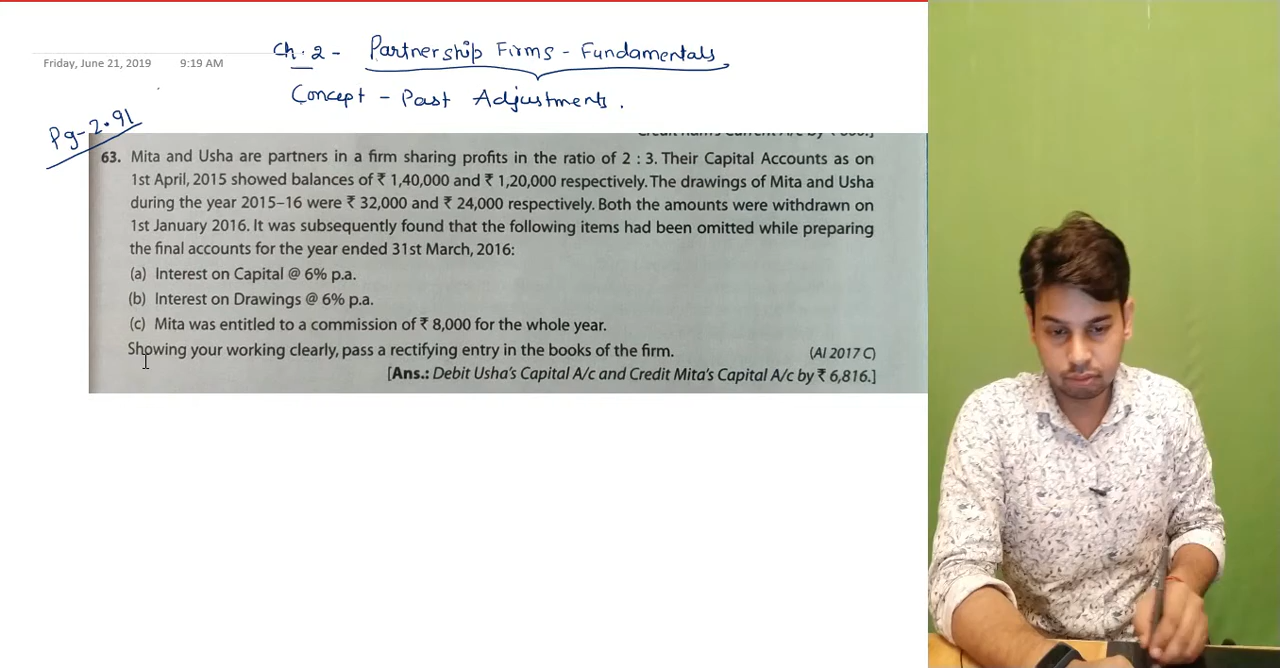 Ch. 2 - Partnership Firms - Fundamentals
Friday, June 21, 2019 9:19 AM
Concept - Past Adjustments.
Pg-2.91
63. Mita and Usha are partners in a firm sharing profits in the ratio of 2 : 3. Their Capital Accounts as on
1st April, 2015 showed balances of ₹ 1,40,000 and ₹ 1,20,000 respectively. The drawings of Mita and Usha
during the year 2015–16 were ₹ 32,000 and ₹ 24,000 respectively. Both the amounts were withdrawn on
1st January 2016. It was subsequently found that the following items had been omitted while preparing
the final accounts for the year ended 31st March, 2016:
(a) Interest on Capital @ 6% p.a.
(b) Interest on Drawings @ 6% p.a.
(c) Mita was entitled to a commission of ₹ 8,000 for the whole year.
Showing your working clearly, pass a rectifying entry in the books of the firm. (AI 2017 C)
[Ans.: Debit Usha's Capital A/c and Credit Mita's Capital A/c by ₹ 6,816.]